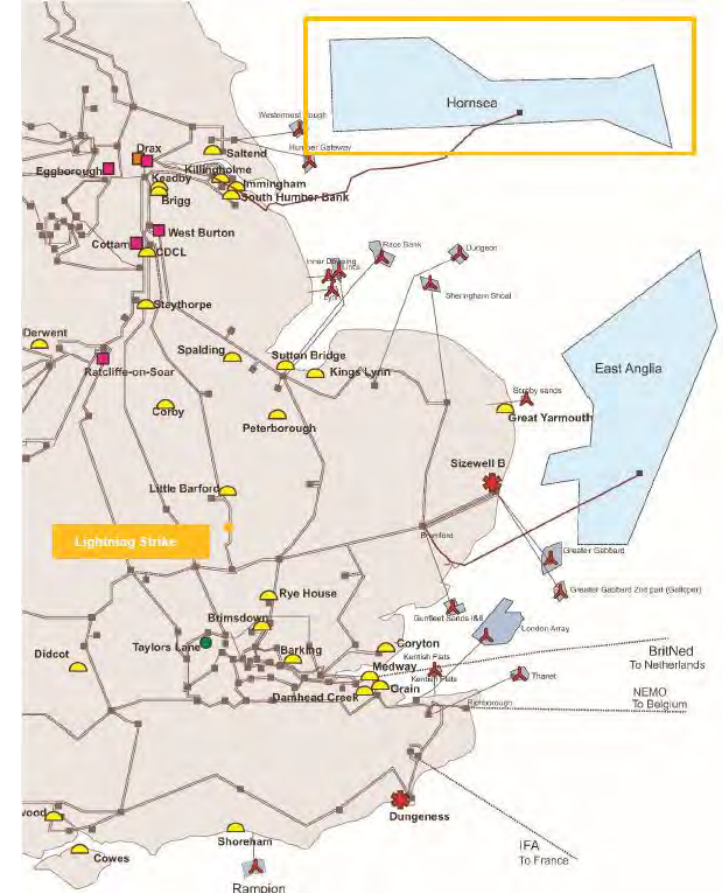 Hornsea
Westermost Rough
Humber Gateway
Drax
Saltend
Eggborough
Killingholme
Keadby
Immingham
Brigg
South Humber Bank
West Burton
Cottam
CDCL
Race Bank
Dungeon
Inner Dowsing
Lincs
Sheringham Shoal
Staythorpe
Derwent
Spalding
Sutton Bridge
Kings Lynn
Ratcliffe-on-Soar
East Anglia
Scroby sands
Great Yarmouth
Corby
Peterborough
Sizewell B
Little Barford
Lightning Strike
Bramford
Greater Gabbard
Greater Gabbard 2nd part (Galloper)
Rye House
Gunfleet Sands I&II
London Array
Brimsdown
Taylors Lane
Barking
Coryton
Didcot
Medway
Kentish Flats
Kentish Flats
Thanet
BritNed
To Netherlands
Grain
Damhead Creek
Richborough
NEMO
To Belgium
Dungeness
wood
Shoreham
Cowes
IFA
To France
Rampion